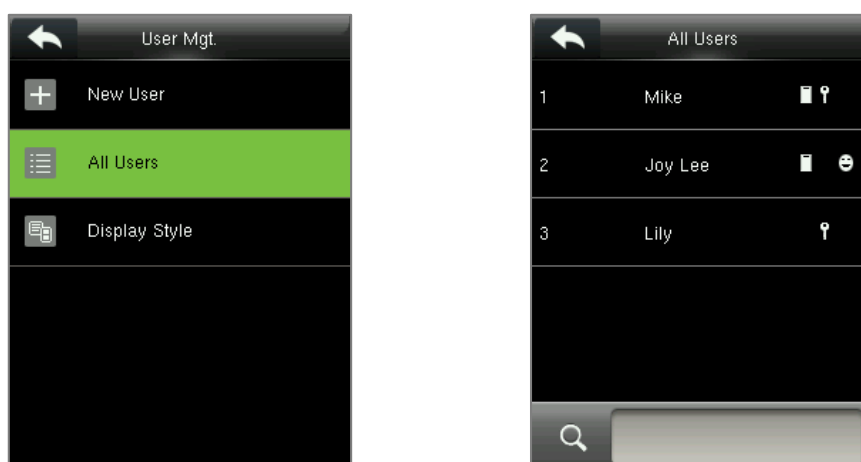 User Mgt.
New User
All Users
Display Style
All Users
1 Mike
2 Joy Lee
3 Lily